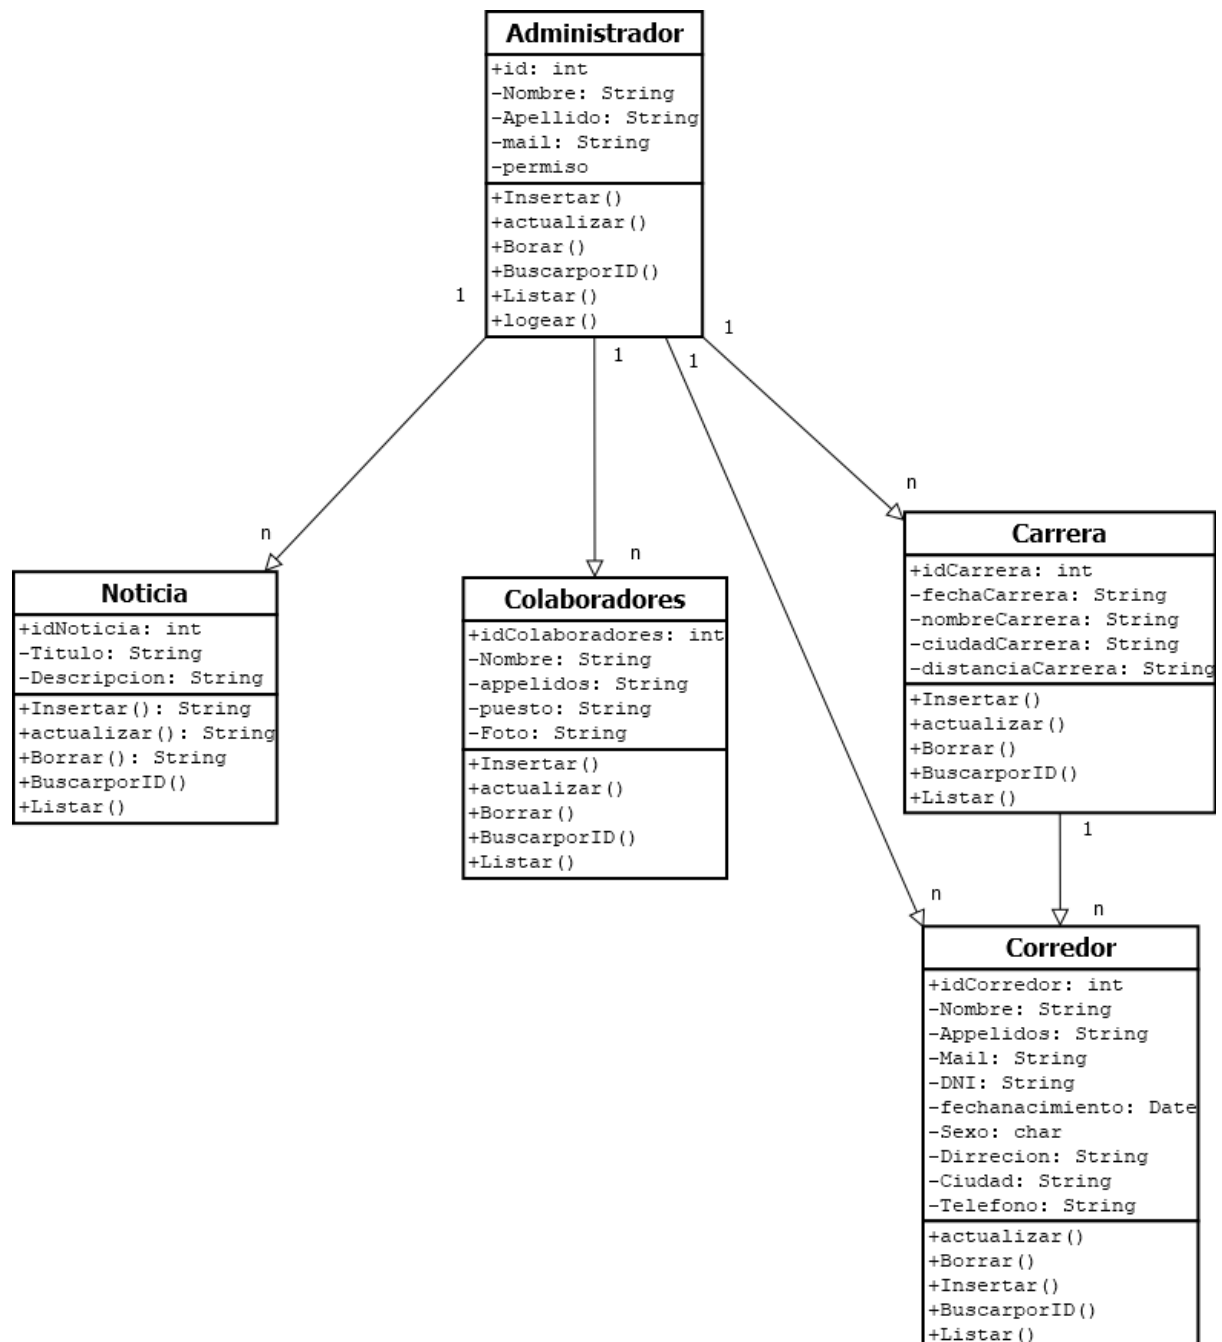 Administrador
+id: int
-Nombre: String
-Apellido: String
-mail: String
-permiso
+Insertar()
+actualizar()
+Borar()
+BuscarporID()
+Listar()
+logear()
1
1
1
1
n
n
n
n
Noticia
+idNoticia: int
-Titulo: String
-Descripcion: String
+Insertar(): String
+actualizar(): String
+Borrar(): String
+BuscarporID()
+Listar()
Colaboradores
+idColaboradores: int
-Nombre: String
-appelidos: String
-puesto: String
-Foto: String
+Insertar()
+actualizar()
+Borrar()
+BuscarporID()
+Listar()
Carrera
+idCarrera: int
-fechaCarrera: String
-nombreCarrera: String
-ciudadCarrera: String
-distanciaCarrera: String
+Insertar()
+actualizar()
+Borrar()
+BuscarporID()
+Listar()
1
n
Corredor
+idCorredor: int
-Nombre: String
-Appelidos: String
-Mail: String
-DNI: String
-fechanacimiento: Date
-Sexo: char
-Dirrecion: String
-Ciudad: String
-Telefono: String
+actualizar()
+Borrar()
+Insertar()
+BuscarporID()
+Listar()